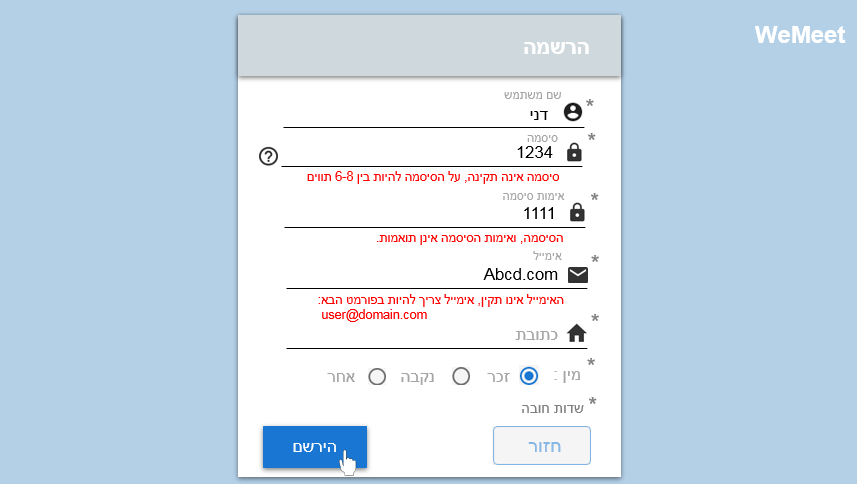 WeMeet
הרשמה
שם משתמש
*
דני
סיסמה
*
1234
סיסמה אינה תקינה, על הסיסמה להיות בין 6-8 תווים
אימות סיסמה
*
1111
הסיסמה, ואימות הסיסמה אינן תואמות.
אימייל
*
Abcd.com
האימייל אינו תקין, אימייל צריך להיות בפורמט הבא:
user@domain.com
*
כתובת
*
מין : זכר נקבה אחר
* שדות חובה
חזור הירשם